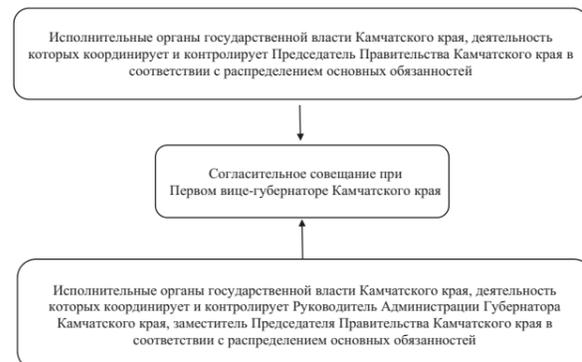 Исполнительные органы государственной власти Камчатского края, деятельность
которых координирует и контролирует Председатель Правительства Камчатского края в
соответствии с распределением основных обязанностей
Согласительное совещание при
Первом вице-губернаторе Камчатского края
Исполнительные органы государственной власти Камчатского края, деятельность
которых координирует и контролирует Руководитель Администрации Губернатора
Камчатского края, заместитель Председателя Правительства Камчатского края в
соответствии с распределением основных обязанностей